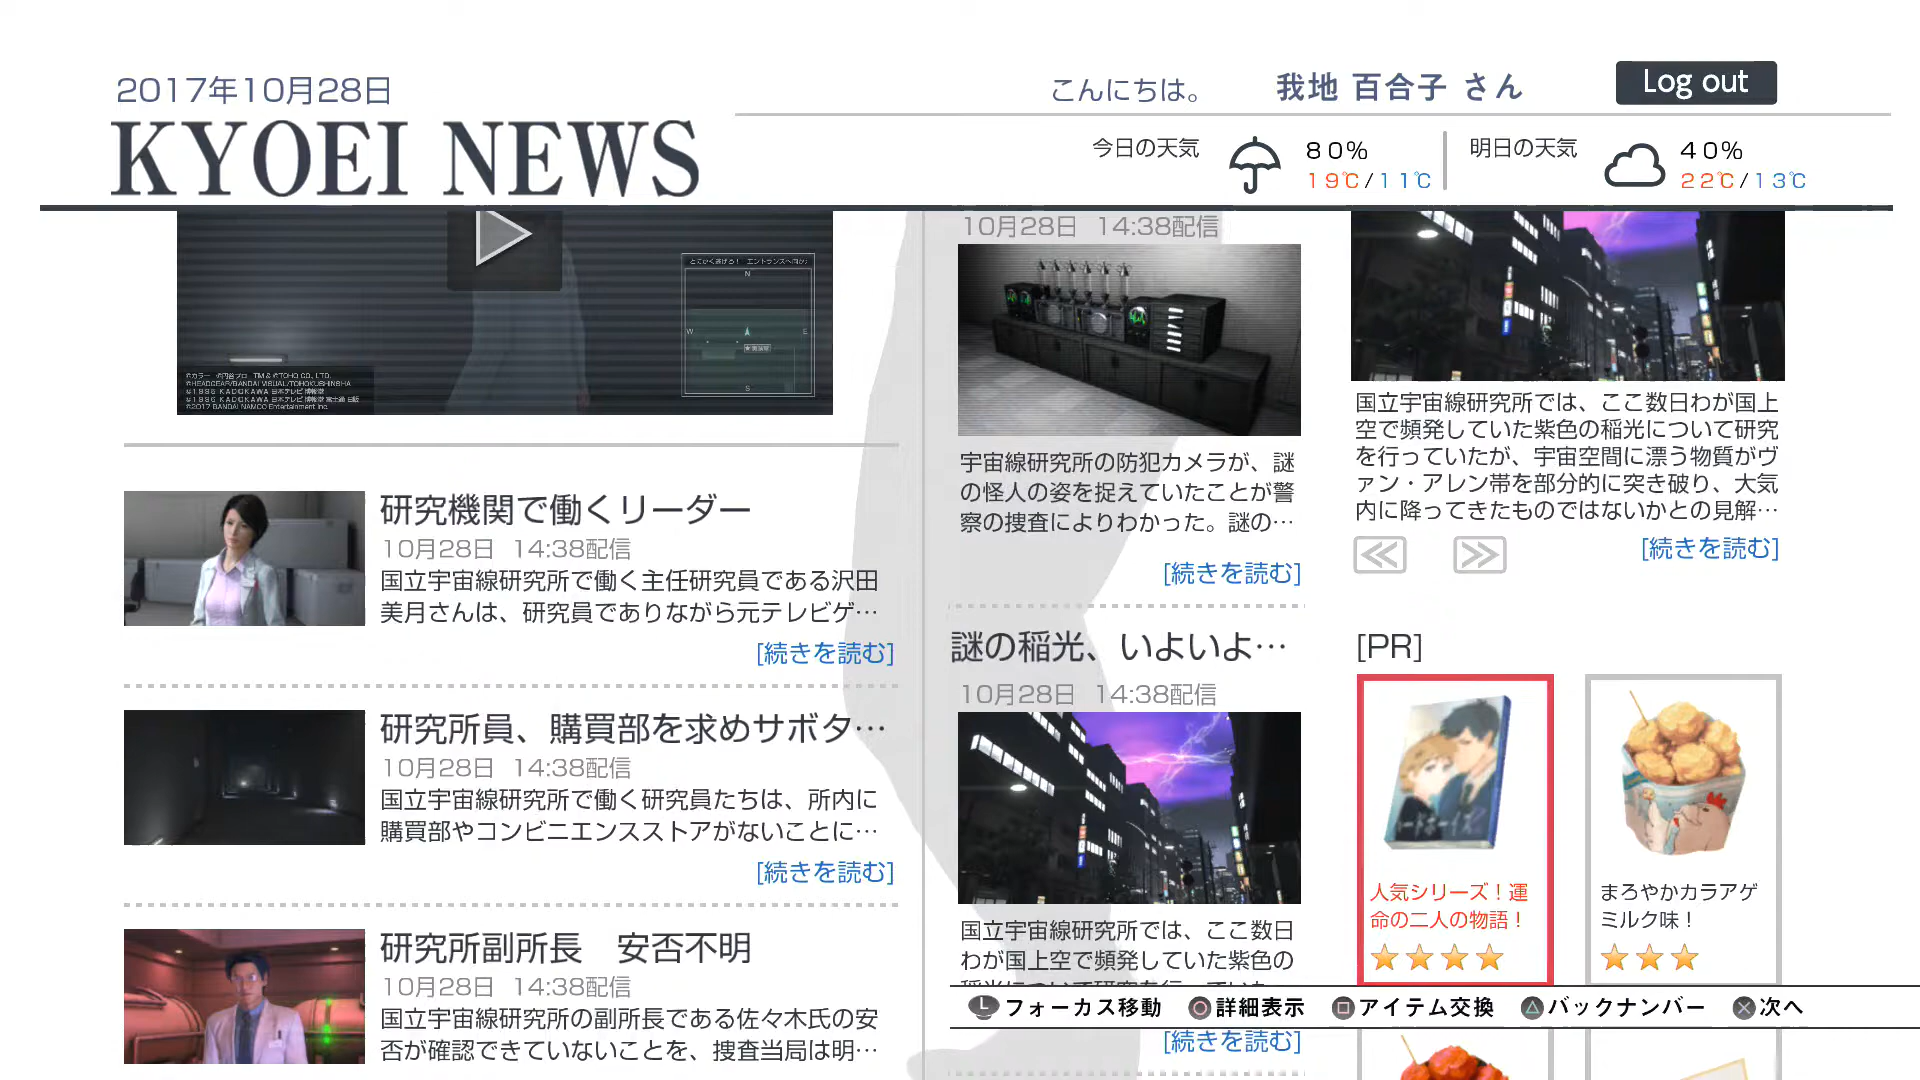 2017年10月28日
こんにちは。 我地 百合子 さん
Log out
KYOEI NEWS
今日の天気
80%
19℃/11℃
明日の天気
40%
22℃/13℃
N
W
E
S
©2017 BANDAI NAMCO Entertainment Inc.
研究機関で働くリーダー
10月28日 14:38配信
国立宇宙線研究所で働く主任研究員である沢田
美月さんは、研究員でありながら元テレビゲ…
[続きを読む]
研究所員、購買部を求めサボタ…
10月28日 14:38配信
国立宇宙線研究所で働く研究員たちは、所内に
購買部やコンビニエンスストアがないことに…
[続きを読む]
研究所副所長 安否不明
10月28日 14:38配信
国立宇宙線研究所の副所長である佐々木氏の安
否が確認できていないことを、捜査当局は明…
10月28日 14:38配信
宇宙線研究所の防犯カメラが、謎
の怪人の姿を捉えていたことが警
察の捜査によりわかった。謎の…
[続きを読む]
謎の稲光、いよいよ…
10月28日 14:38配信
国立宇宙線研究所では、ここ数日
わが国上空で頻発していた紫色の
稲光について研究を行っていた
[続きを読む]
国立宇宙線研究所では、ここ数日わが国上
空で頻発していた紫色の稲光について研究
を行っていたが、宇宙空間に漂う物質がヴ
ァン・アレン帯を部分的に突き破り、大気
内に降ってきたものではないかとの見解…
[続きを読む]
[PR]
人気シリーズ！運
命の二人の物語！
まろやかカラアゲ
ミルク味！
L フォーカス移動 詳細表示 アイテム交換 バックナンバー 次へ